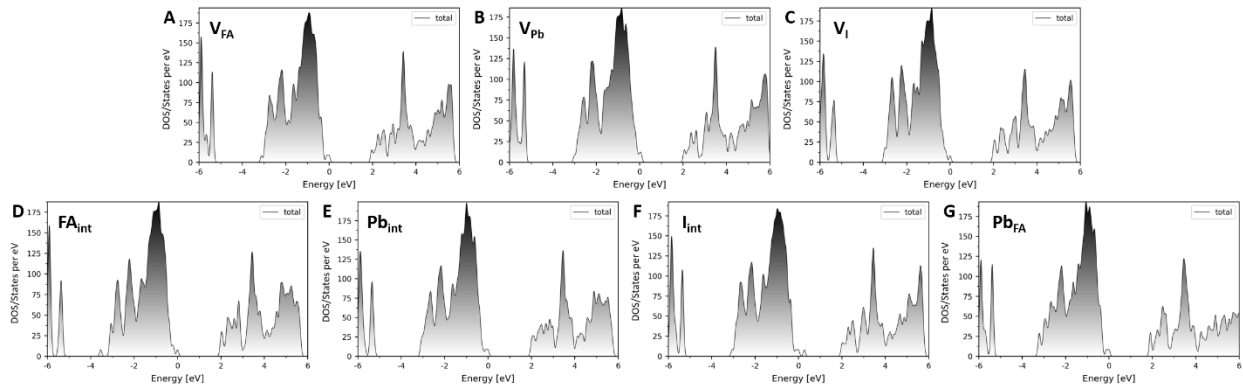 A
V_FA
total
DOS/States per eV
175
150
125
100
75
50
25
0
-6 -4 -2 0 2 4 6
Energy [eV]
B
V_Pb
total
DOS/States per eV
175
150
125
100
75
50
25
0
-6 -4 -2 0 2 4 6
Energy [eV]
C
V_I
total
DOS/States per eV
175
150
125
100
75
50
25
0
-6 -4 -2 0 2 4 6
Energy [eV]
D
FA_int
total
DOS/States per eV
175
150
125
100
75
50
25
0
-6 -4 -2 0 2 4 6
Energy [eV]
E
Pb_int
total
DOS/States per eV
175
150
125
100
75
50
25
0
-6 -4 -2 0 2 4 6
Energy [eV]
F
I_int
total
DOS/States per eV
175
150
125
100
75
50
25
0
-6 -4 -2 0 2 4 6
Energy [eV]
G
Pb_FA
total
DOS/States per eV
175
150
125
100
75
50
25
0
-6 -4 -2 0 2 4 6
Energy [eV]